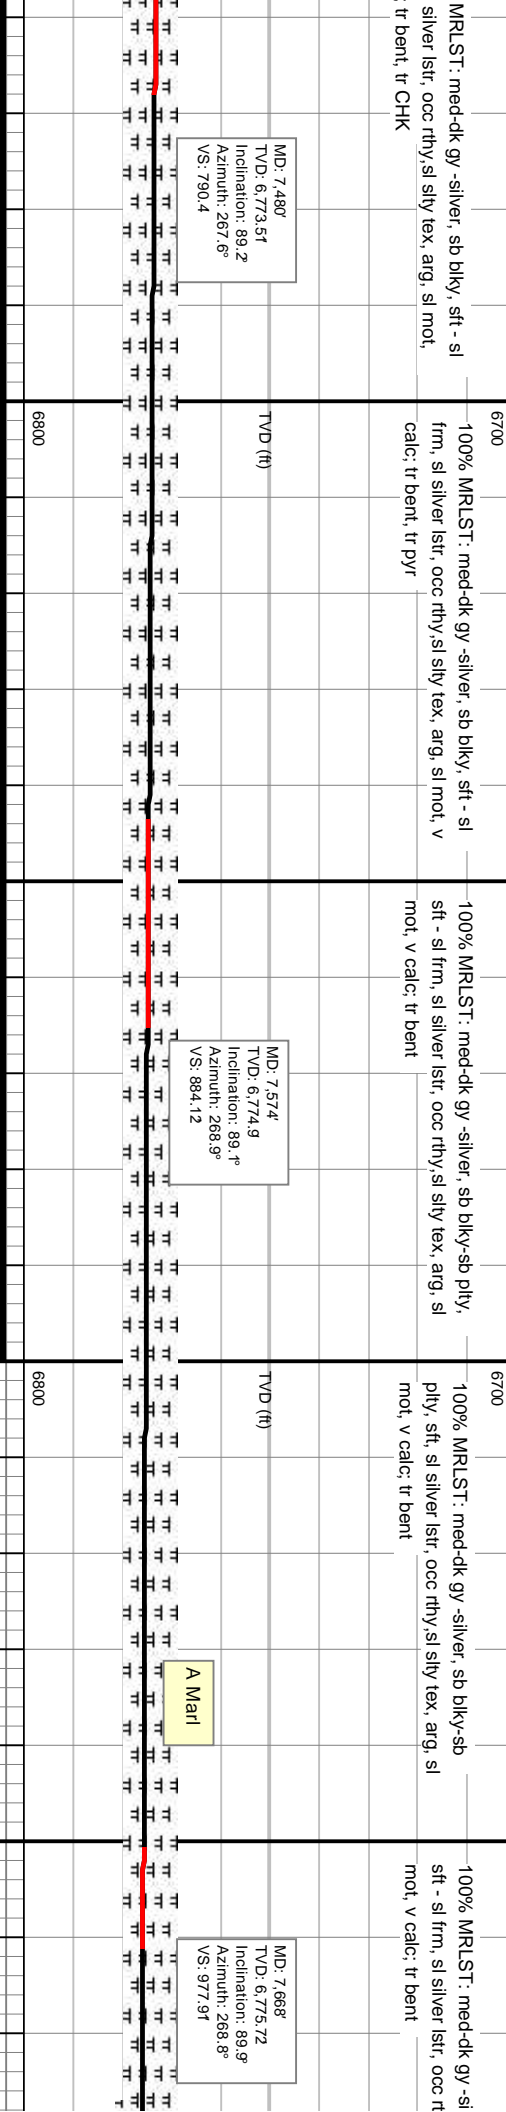 MRLST: med-dk gy -silver, sb blky, sft - sl
silver lstr, occ rthy,sl slty tex, arg, sl mot,
; tr bent, tr CHK
MD: 7,480'
TVD: 6,773.51'
Inclination: 89.2°
Azimuth: 267.6°
VS: 790.4
6700
TVD (ft)
6800
100% MRLST: med-dk gy -silver, sb blky, sft - sl
frm, sl silver lstr, occ rthy,sl slty tex, arg, sl mot, v
calc; tr bent, tr pyr
100% MRLST: med-dk gy -silver, sb blky-sb plty,
sft - sl frm, sl silver lstr, occ rthy,sl slty tex, arg, sl
mot, v calc; tr bent
MD: 7,574'
TVD: 6,774.9
Inclination: 89.1°
Azimuth: 268.9°
VS: 884.12
6700
TVD (ft)
6800
100% MRLST: med-dk gy -silver, sb blky-sb
plty, sft, sl silver lstr, occ rthy,sl slty tex, arg, sl
mot, v calc; tr bent
A Marl
100% MRLST: med-dk gy -si
sft - sl frm, sl silver lstr, occ rt
mot, v calc; tr bent
MD: 7,668'
TVD: 6,775.72
Inclination: 89.9°
Azimuth: 268.8°
VS: 977.91